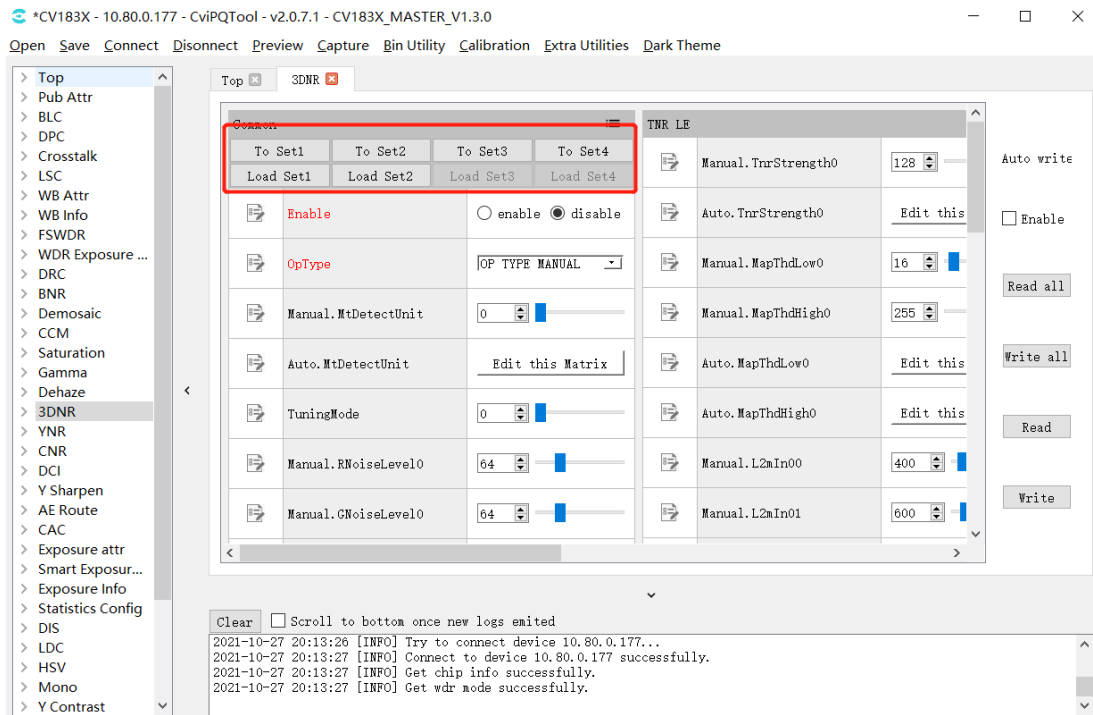 *CV183X - 10.80.0.177 - CviPQTool - v2.0.7.1 - CV183X_MASTER_V1.3.0
Open Save Connect Disonnect Preview Capture Bin Utility Calibration Extra Utilities Dark Theme
Top
Pub Attr
BLC
DPC
Crosstalk
LSC
WB Attr
WB Info
FSWDR
WDR Exposure ...
DRC
BNR
Demosaic
CCM
Saturation
Gamma
Dehaze
3DNR
YNR
CNR
DCI
Y Sharpen
AE Route
CAC
Exposure attr
Smart Exposur...
Exposure Info
Statistics Config
DIS
LDC
HSV
Mono
Y Contrast
Top 3DNR
Common
To Set1 To Set2 To Set3 To Set4
Load Set1 Load Set2 Load Set3 Load Set4
Enable enable disable
OpType OP TYPE MANUAL
Manual.MtDetectUnit 0
Auto.MtDetectUnit Edit this Matrix
TuningMode 0
Manual.RNoiseLevel0 64
Manual.GNoiseLevel0 64
TNR LE
Manual.TnrStrength0 128
Auto.TnrStrength0 Edit this
Manual.MapThdLow0 16
Manual.MapThdHigh0 255
Auto.MapThdLow0 Edit this
Auto.MapThdHigh0 Edit this
Manual.L2mIn00 400
Manual.L2mIn01 600
Auto write
Enable
Read all
Write all
Read
Write
Clear Scroll to bottom once new logs emited
2021-10-27 20:13:26 [INFO] Try to connect device 10.80.0.177...
2021-10-27 20:13:27 [INFO] Connect to device 10.80.0.177 successfully.
2021-10-27 20:13:27 [INFO] Get chip info successfully.
2021-10-27 20:13:27 [INFO] Get wdr mode successfully.